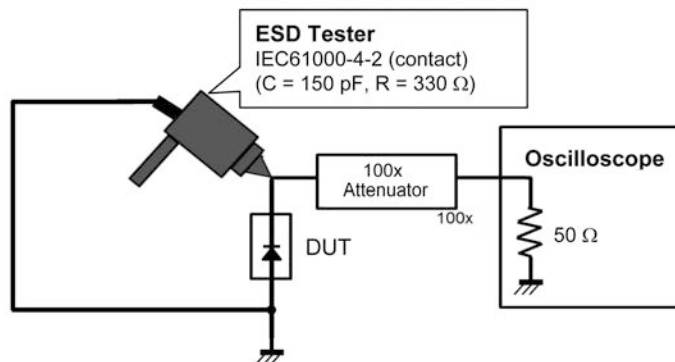 ESD Tester
IEC61000-4-2 (contact)
(C = 150 pF, R = 330 Ω)
100x
Attenuator
100x
Oscilloscope
50 Ω
DUT